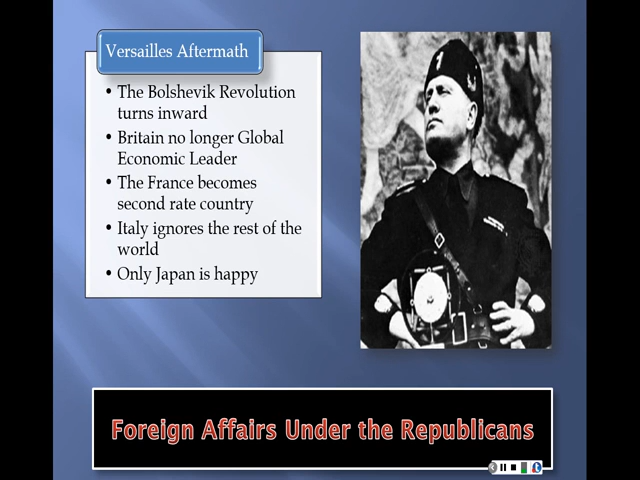 Versailles Aftermath
• The Bolshevik Revolution
turns inward
• Britain no longer Global
Economic Leader
• The France becomes
second rate country
• Italy ignores the rest of the
world
• Only Japan is happy
Foreign Affairs Under the Republicans